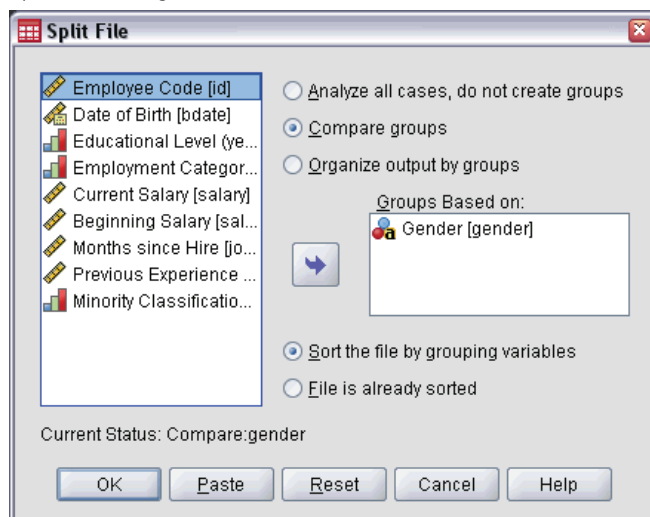 Split File
Employee Code [id]
Date of Birth [bdate]
Educational Level (ye...
Employment Categor...
Current Salary [salary]
Beginning Salary [sal...
Months since Hire [jo...
Previous Experience ...
Minority Classificatio...
Analyze all cases, do not create groups
Compare groups
Organize output by groups
Groups Based on:
Gender [gender]
Sort the file by grouping variables
File is already sorted
Current Status: Compare:gender
OK
Paste
Reset
Cancel
Help